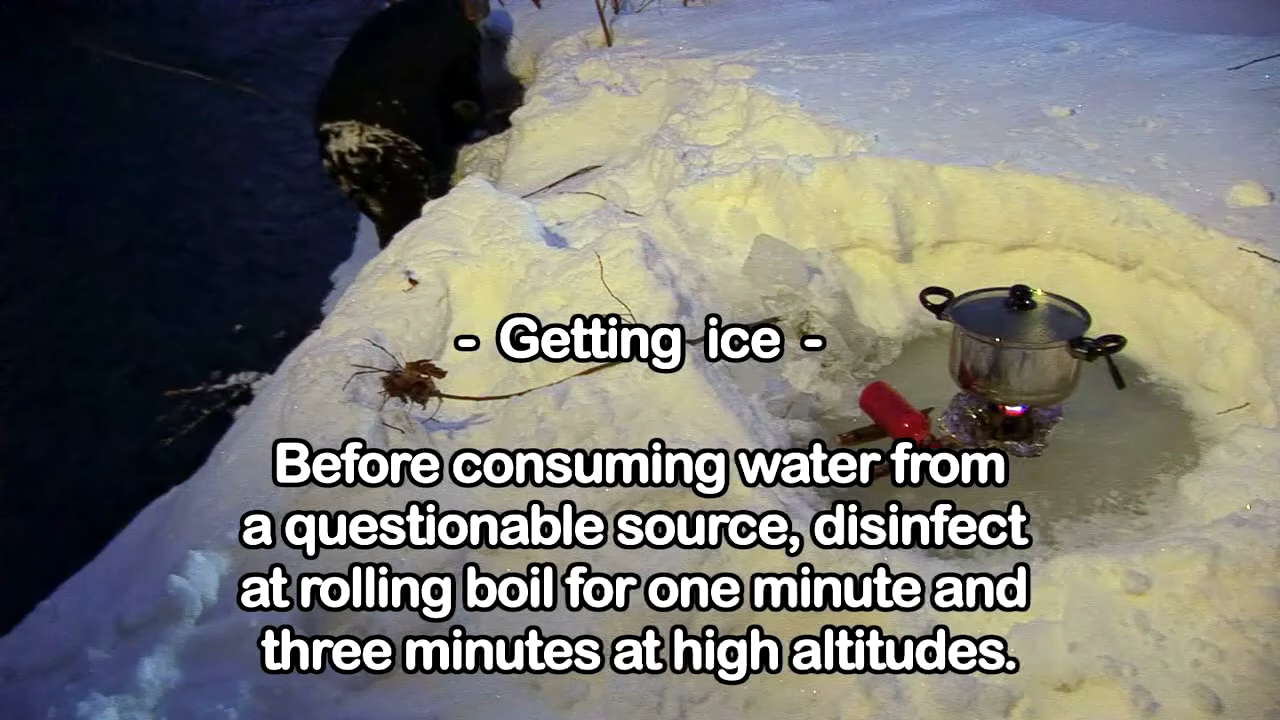 - Getting ice -
Before consuming water from
a questionable source, disinfect
at rolling boil for one minute and
three minutes at high altitudes.